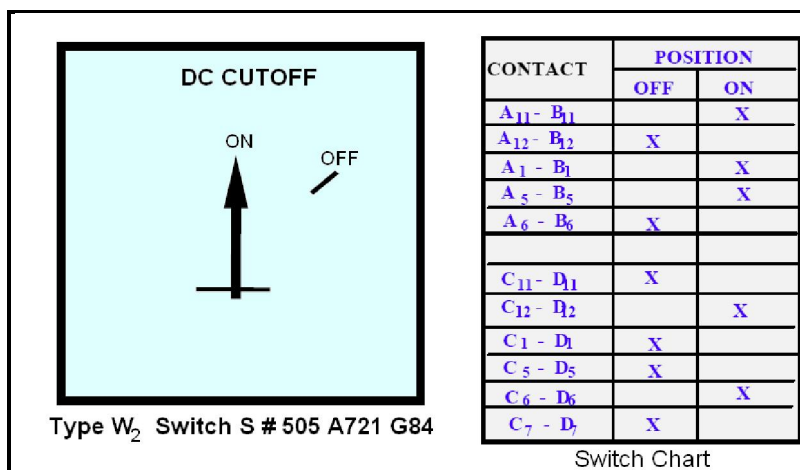 DC CUTOFF
ON
OFF
Type W₂ Switch S # 505 A721 G84
CONTACT POSITION
OFF ON
A₁₁ - B₁₁ X
A₁₂ - B₁₂ X
A₁ - B₁ X
A₅ - B₅ X
A₆ - B₆ X
C₁₁ - D₁₁ X
C₁₂ - D₁₂ X
C₁ - D₁ X
C₅ - D₅ X
C₆ - D₆ X
C₇ - D₇ X
Switch Chart